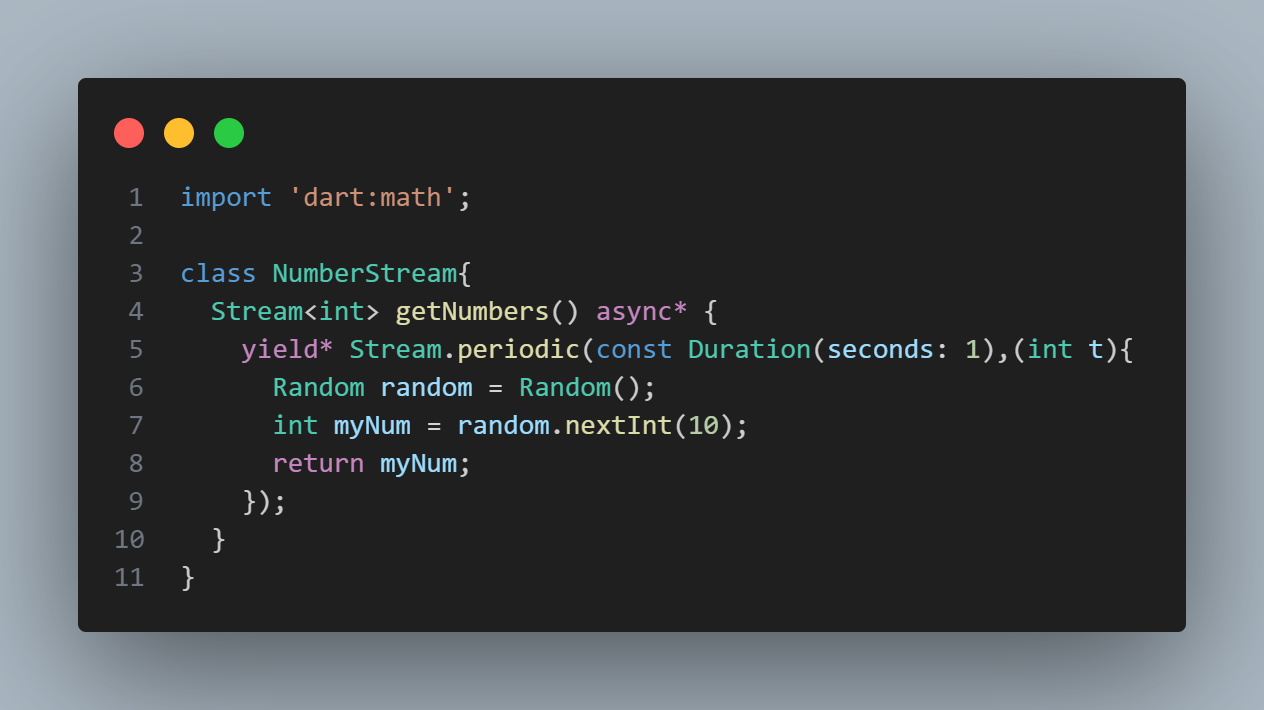 1 import 'dart:math';
2
3 class NumberStream{
4   Stream<int> getNumbers() async* {
5     yield* Stream.periodic(const Duration(seconds: 1),(int t){
6       Random random = Random();
7       int myNum = random.nextInt(10);
8       return myNum;
9     });
10   }
11 }